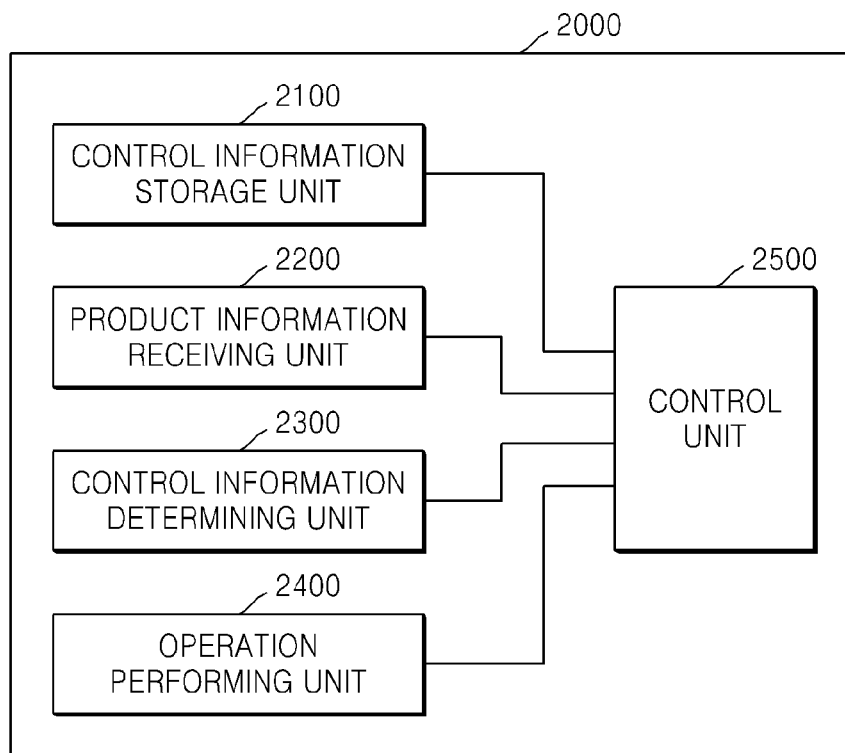 2000
2100
CONTROL INFORMATION
STORAGE UNIT
2200
PRODUCT INFORMATION
RECEIVING UNIT
2300
CONTROL INFORMATION
DETERMINING UNIT
2400
OPERATION
PERFORMING UNIT
2500
CONTROL
UNIT